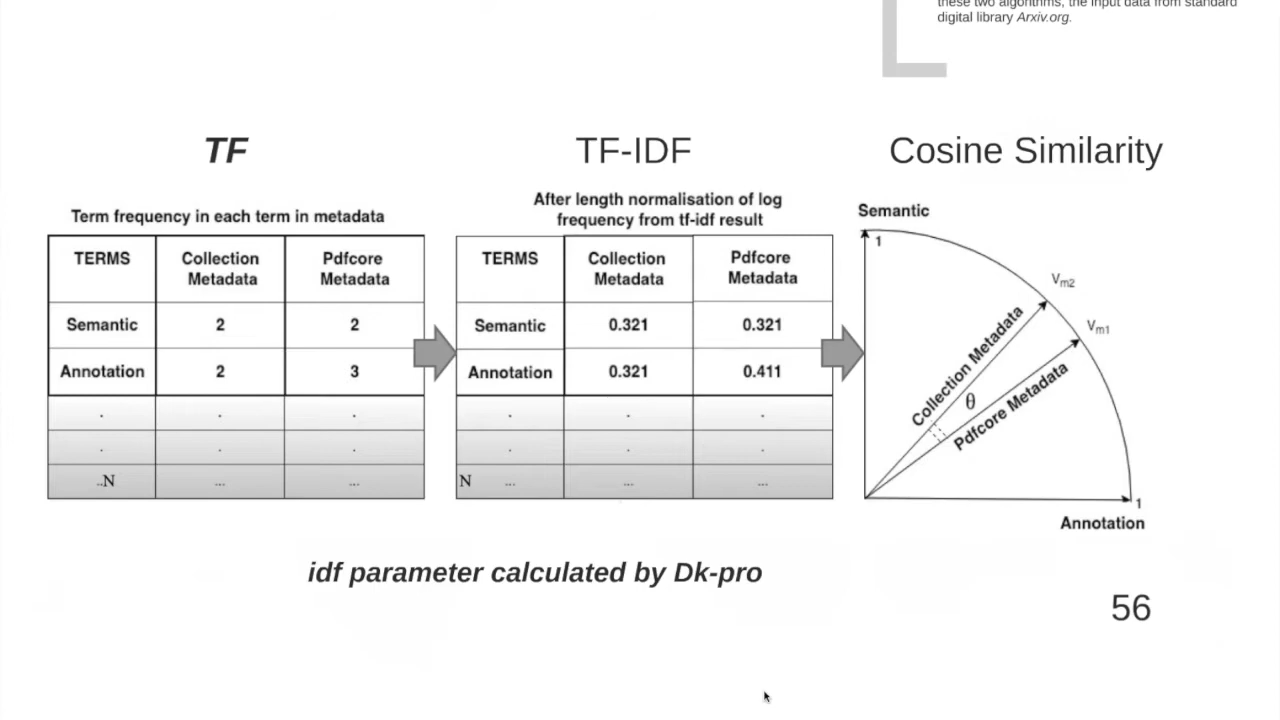 these two algorithms, the input data from standard
digital library Arxiv.org.
TF
TF-IDF
Cosine Similarity
Term frequency in each term in metadata
TERMS Collection Metadata Pdfcore Metadata
Semantic 2 2
Annotation 2 3
. . .
. . .
..N ... ...
After length normalisation of log
frequency from tf-idf result
TERMS Collection Metadata Pdfcore Metadata
Semantic 0.321 0.321
Annotation 0.321 0.411
. . .
. . .
N ... ... ...
Semantic
1
Vm2
Vm1
Collection Metadata
θ
Pdfcore Metadata
1
Annotation
idf parameter calculated by Dk-pro
56